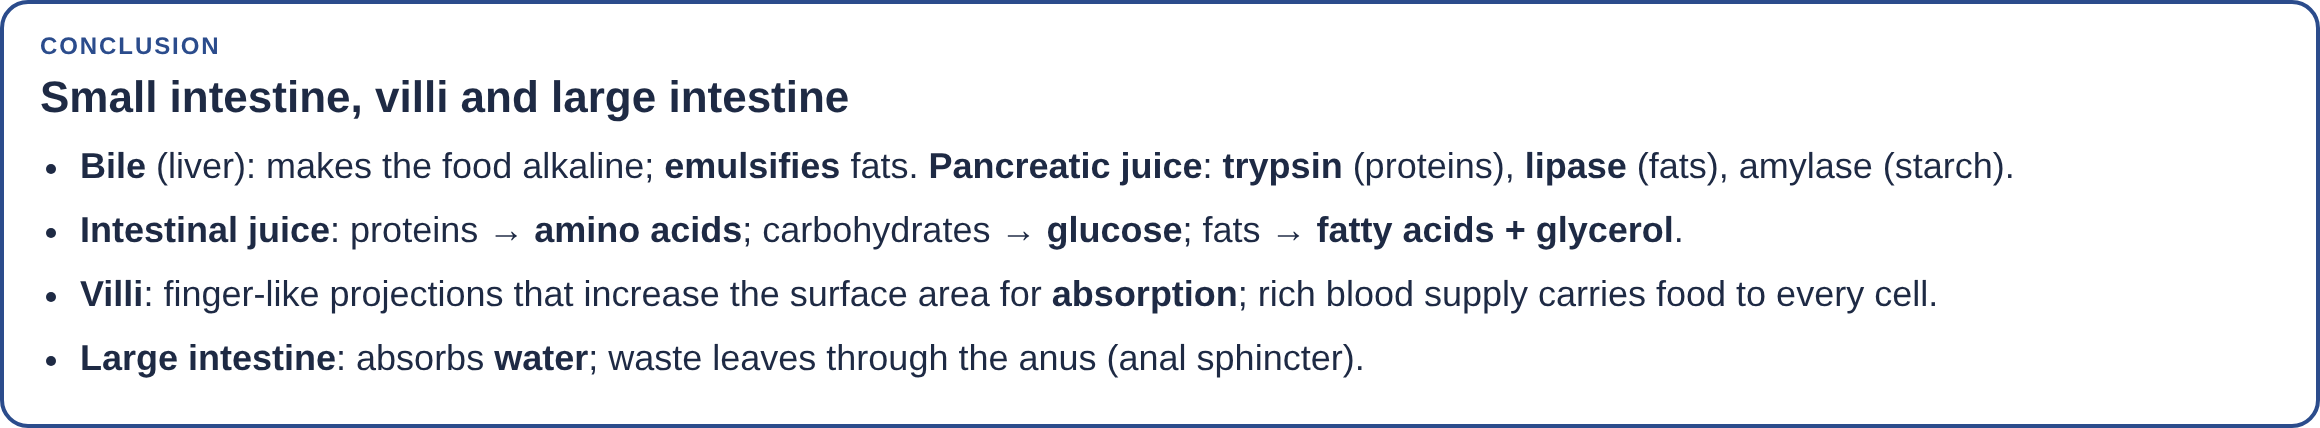 CONCLUSION
Small intestine, villi and large intestine
• Bile (liver): makes the food alkaline; emulsifies fats. Pancreatic juice: trypsin (proteins), lipase (fats), amylase (starch).
• Intestinal juice: proteins → amino acids; carbohydrates → glucose; fats → fatty acids + glycerol.
• Villi: finger-like projections that increase the surface area for absorption; rich blood supply carries food to every cell.
• Large intestine: absorbs water; waste leaves through the anus (anal sphincter).